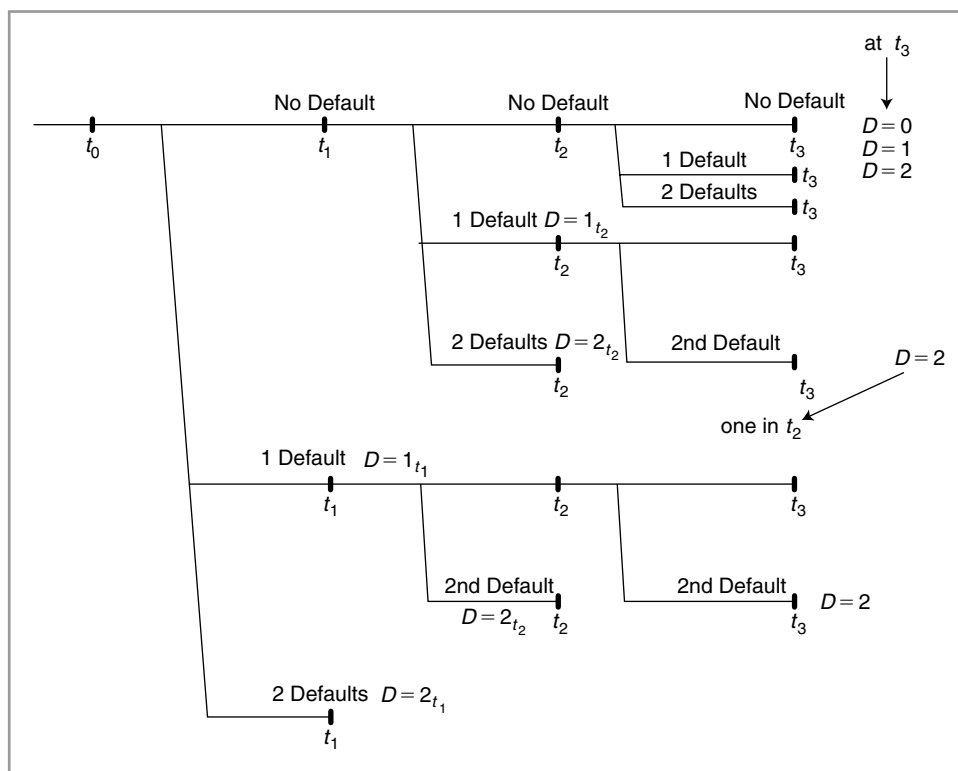 at t₃
No Default No Default No Default
D = 0
t₀ t₁ t₂ t₃
D = 1
1 Default
D = 2
t₃
2 Defaults
t₃
1 Default D = 1ₜ₂
t₂ t₃
2 Defaults D = 2ₜ₂
2nd Default
D = 2
t₂
t₃
one in t₂
1 Default D = 1ₜ₁
t₁ t₂ t₃
2nd Default 2nd Default
D = 2
D = 2ₜ₂ t₂ t₃
2 Defaults D = 2ₜ₁
t₁